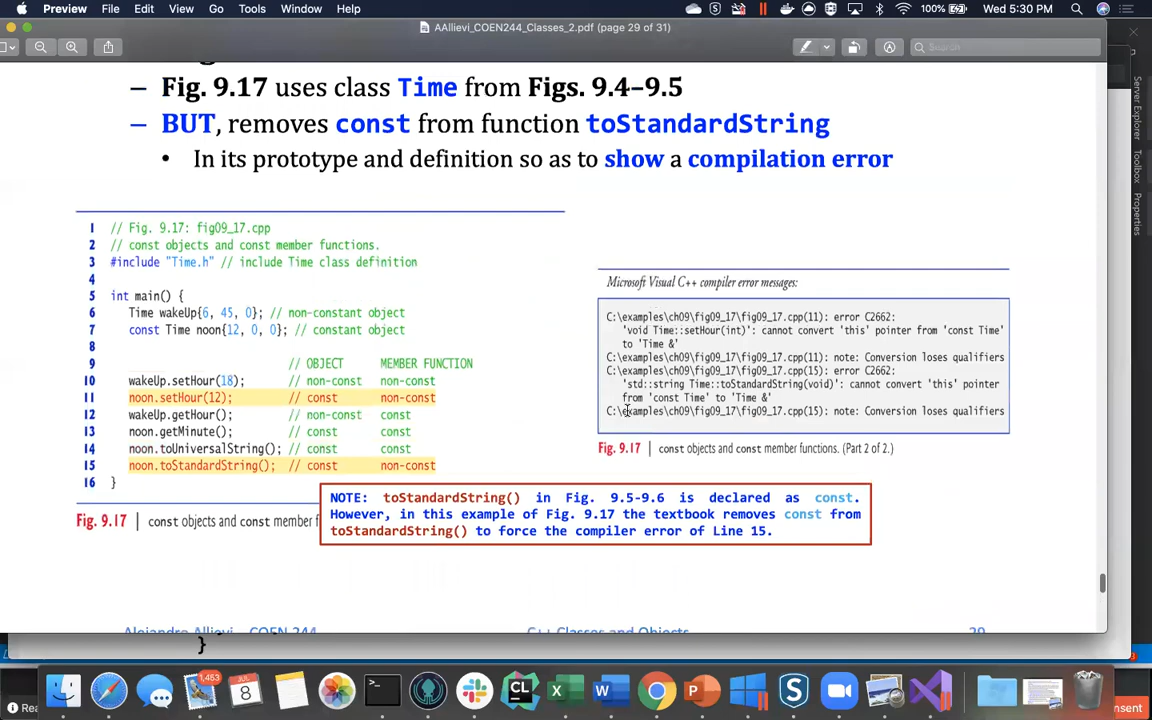 Preview File Edit View Go Tools Window Help
100% Wed 5:30 PM
AAllievi_COEN244_Classes_2.pdf (page 29 of 31)
Search
– Fig. 9.17 uses class Time from Figs. 9.4–9.5
– BUT, removes const from function toStandardString
• In its prototype and definition so as to show a compilation error
1 // Fig. 9.17: fig09_17.cpp
2 // const objects and const member functions.
3 #include "Time.h" // include Time class definition
4
5 int main() {
6 Time wakeUp{6, 45, 0}; // non-constant object
7 const Time noon{12, 0, 0}; // constant object
8
9 // OBJECT MEMBER FUNCTION
10 wakeUp.setHour(18); // non-const non-const
11 noon.setHour(12); // const non-const
12 wakeUp.getHour(); // non-const const
13 noon.getMinute(); // const const
14 noon.toUniversalString(); // const const
15 noon.toStandardString(); // const non-const
16 }
Fig. 9.17 | const objects and const member f
Microsoft Visual C++ compiler error messages:
C:\examples\ch09\fig09_17\fig09_17.cpp(11): error C2662:
'void Time::setHour(int)': cannot convert 'this' pointer from 'const Time'
to 'Time &'
C:\examples\ch09\fig09_17\fig09_17.cpp(11): note: Conversion loses qualifiers
C:\examples\ch09\fig09_17\fig09_17.cpp(15): error C2662:
'std::string Time::toStandardString(void)': cannot convert 'this' pointer
from 'const Time' to 'Time &'
C:\examples\ch09\fig09_17\fig09_17.cpp(15): note: Conversion loses qualifiers
Fig. 9.17 | const objects and const member functions. (Part 2 of 2.)
NOTE: toStandardString() in Fig. 9.5-9.6 is declared as const.
However, in this example of Fig. 9.17 the textbook removes const from
toStandardString() to force the compiler error of Line 15.
Alejandro Allievi – COEN 244 C++ Classes and Objects 29
}
Server Explorer
Toolbox
Properties
1,463
JUL
8
CL